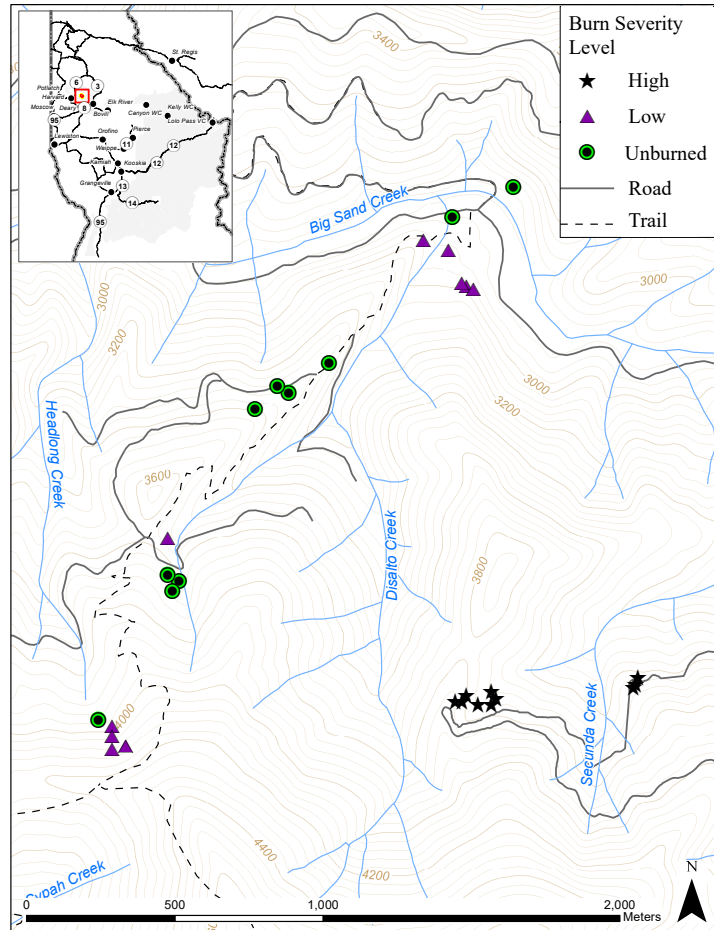 St. Regis
6
3
Potlatch
Harvard
Moscow
Deary
8
Bovill
Elk River
Canyon WC
Kelly WC
Lolo Pass VC
95
Lewiston
Orofino
Pierce
Weippe
11
12
Kamiah
Kooskia
12
Grangeville
13
14
95
Burn Severity
Level
High
Low
Unburned
Road
Trail
3400
Big Sand Creek
3000
3000
3200
3000
3200
Headlong Creek
3600
Disalto Creek
3800
4000
Secunda Creek
4400
4200
Sypah Creek
N
0
500
1,000
2,000
Meters